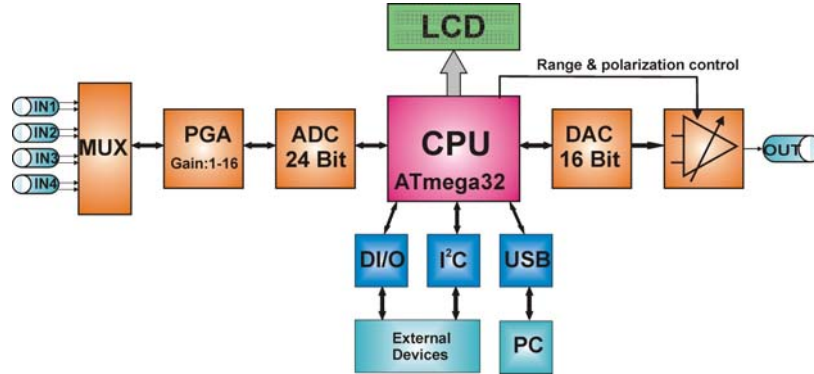 LCD
Range & polarization control
IN1
IN2
IN3
IN4
MUX
PGA
Gain:1-16
ADC
24 Bit
CPU
ATmega32
DAC
16 Bit
OUT
DI/O
I²C
USB
External
Devices
PC